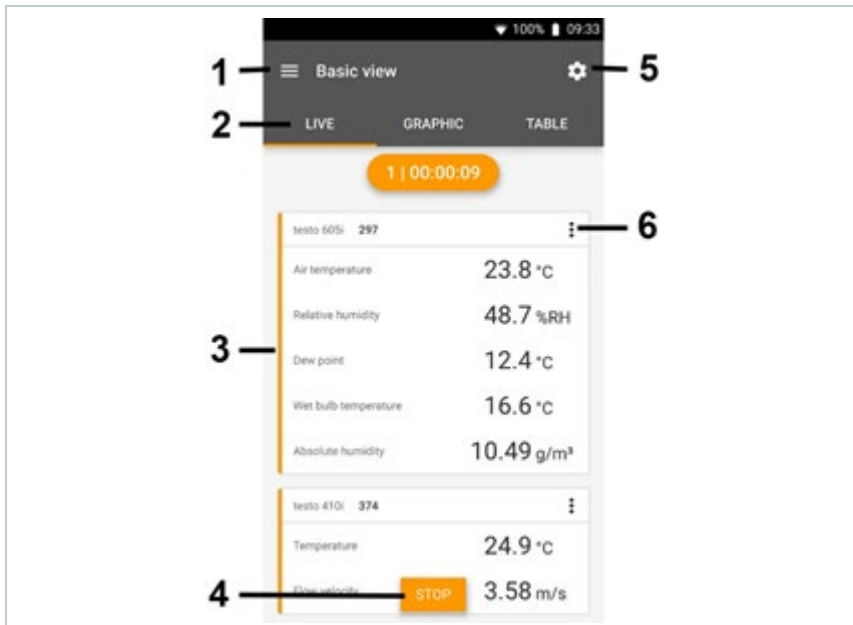 100% 09:33
1 Basic view 5
2 LIVE GRAPHIC TABLE
1 | 00:00:09
testo 605i 297 6
Air temperature 23.8 °C
Relative humidity 48.7 %RH
3
Dew point 12.4 °C
Wet bulb temperature 16.6 °C
Absolute humidity 10.49 g/m³
testo 410i 374
Temperature 24.9 °C
4 Flow velocity STOP 3.58 m/s